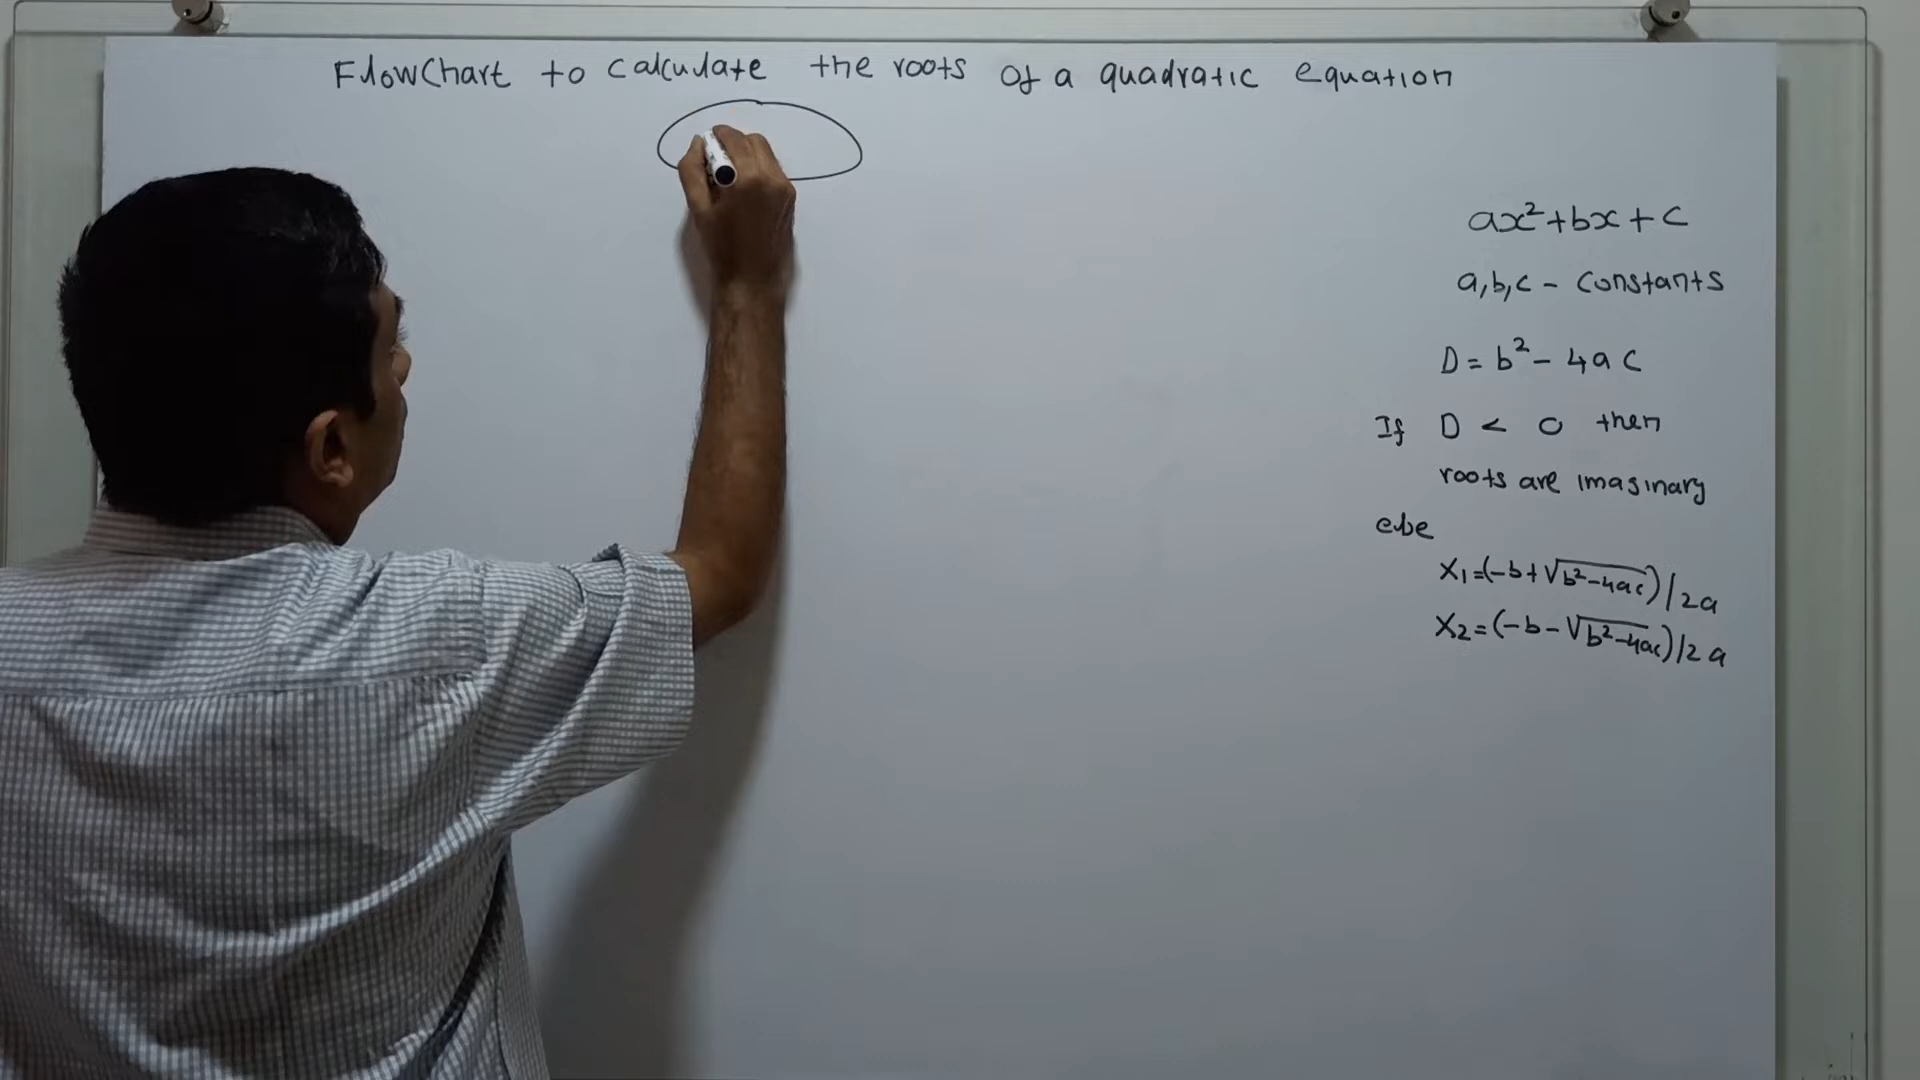 Flowchart to calculate the roots of a quadratic equation
ax²+bx+c
a,b,c - constants
D = b² - 4ac
If D < 0 then
roots are imaginary
else
X₁=(-b+√b²-4ac)/2a
X₂=(-b-√b²-4ac)/2a